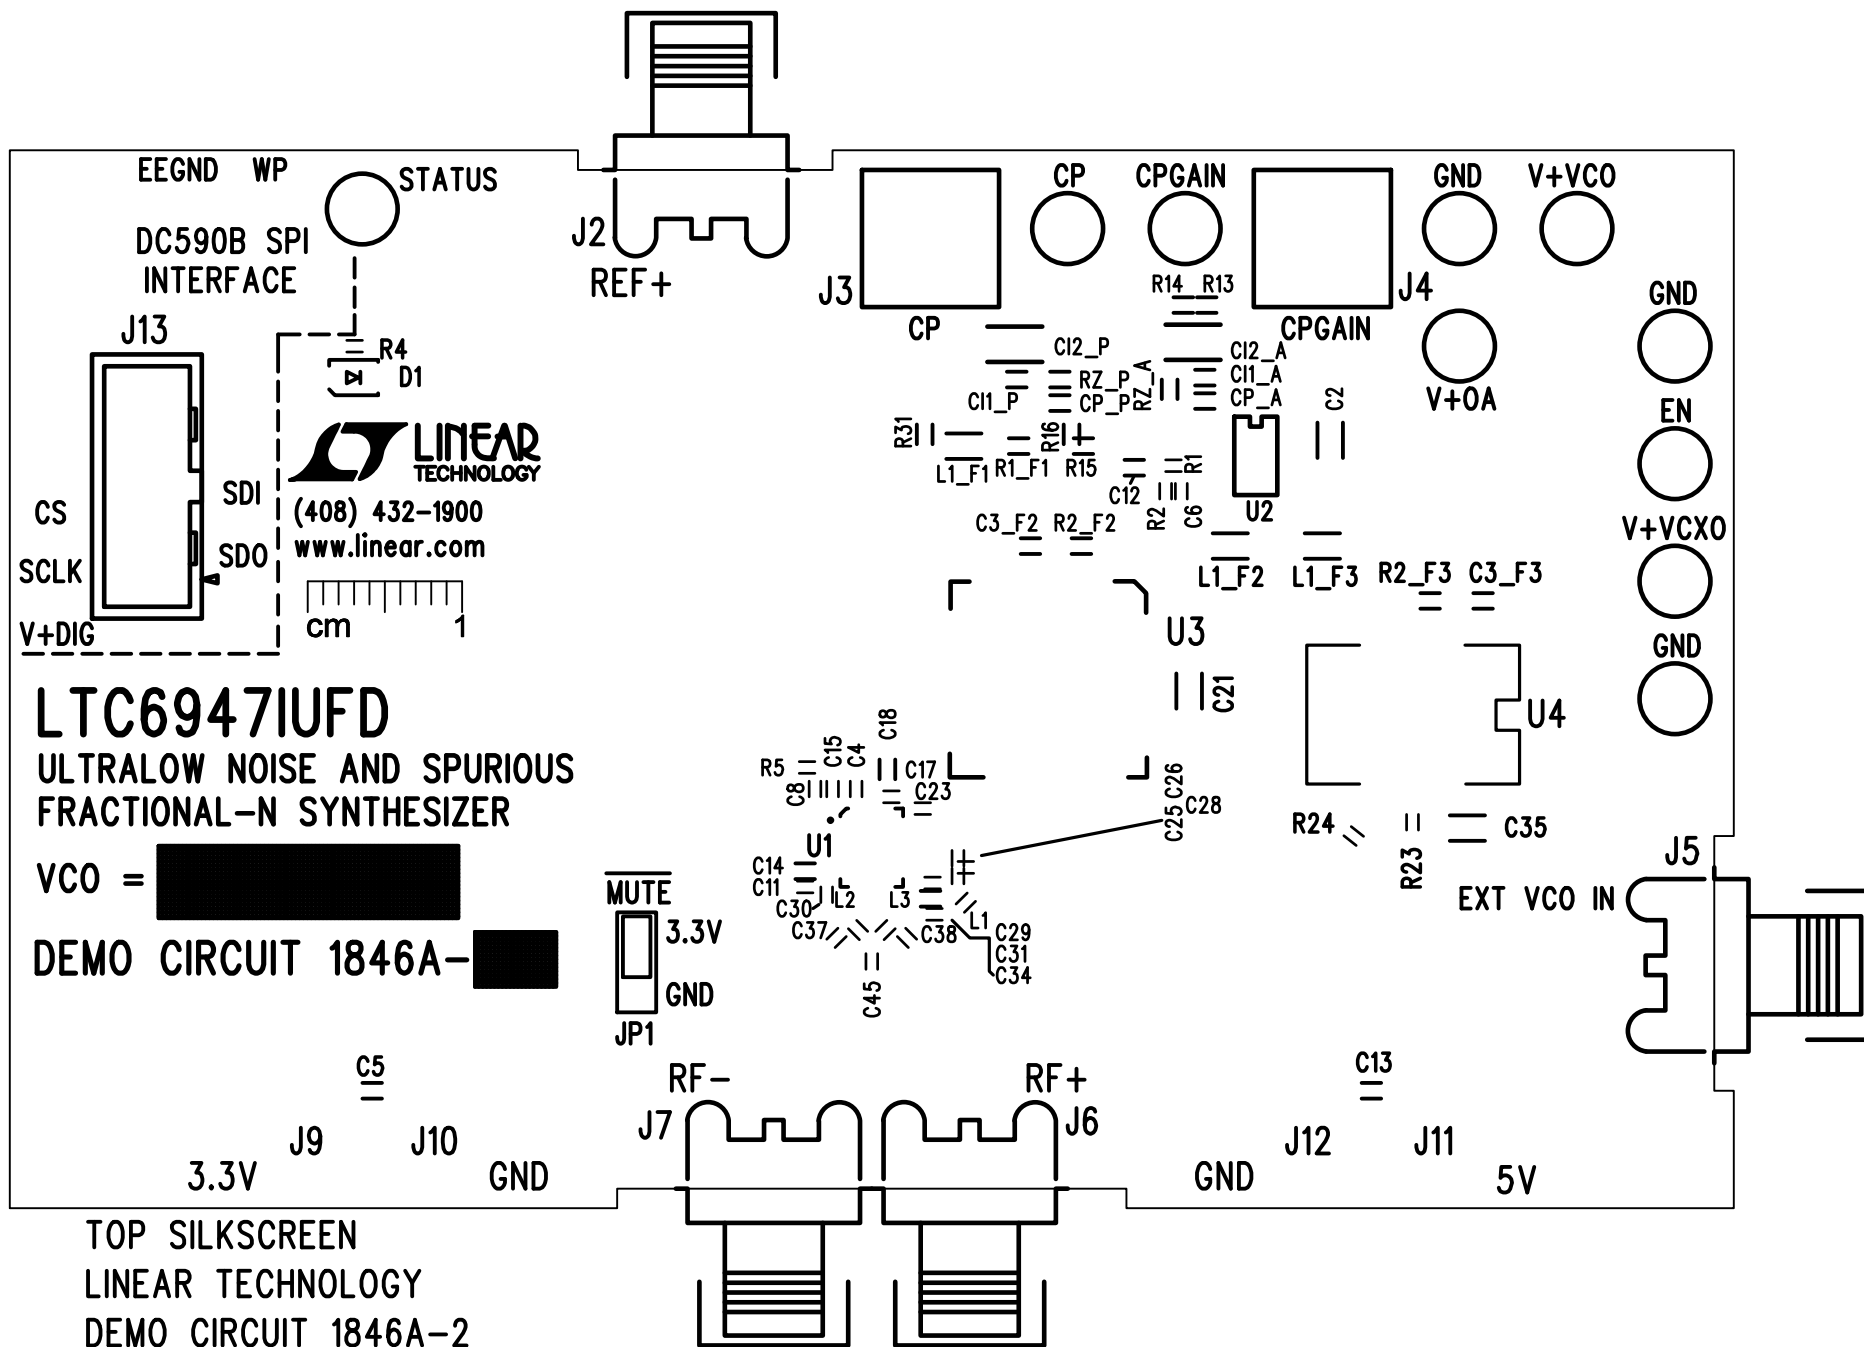 EEGND WP
STATUS
DC590B SPI
INTERFACE
J13
R4
D1
LINEAR
TECHNOLOGY
(408) 432-1900
www.linear.com
cm 1
CS
SCLK
V+DIG
SDI
SDO
J2
REF+
J3
CP
CP
CPGAIN
J4
CPGAIN
GND
V+VCO
V+OA
GND
EN
V+VCXO
GND
R14 R13
CI2_P
RZ_P
CP_P
CI1_P
RZ_A
CI2_A
CI1_A
CP_A
C2
R31
L1_F1
R1_F1
R16
R15
C12
R1
R2
C6
U2
C3_F2 R2_F2
L1_F2 L1_F3
R2_F3 C3_F3
U3
C21
U4
LTC6947IUFD
ULTRALOW NOISE AND SPURIOUS
FRACTIONAL-N SYNTHESIZER
VCO =
DEMO CIRCUIT 1846A-
R5
C8
C15
C4
C18
C17
C23
U1
C14
C11
C30
C37
L2
L3
C38
L1
C29
C31
C34
C45
C25
C26
C28
R24
R23
C35
J5
EXT VCO IN
MUTE
3.3V
GND
JP1
C5
J9
J10
3.3V
GND
RF-
J7
RF+
J6
C13
J12
J11
GND
5V
TOP SILKSCREEN
LINEAR TECHNOLOGY
DEMO CIRCUIT 1846A-2